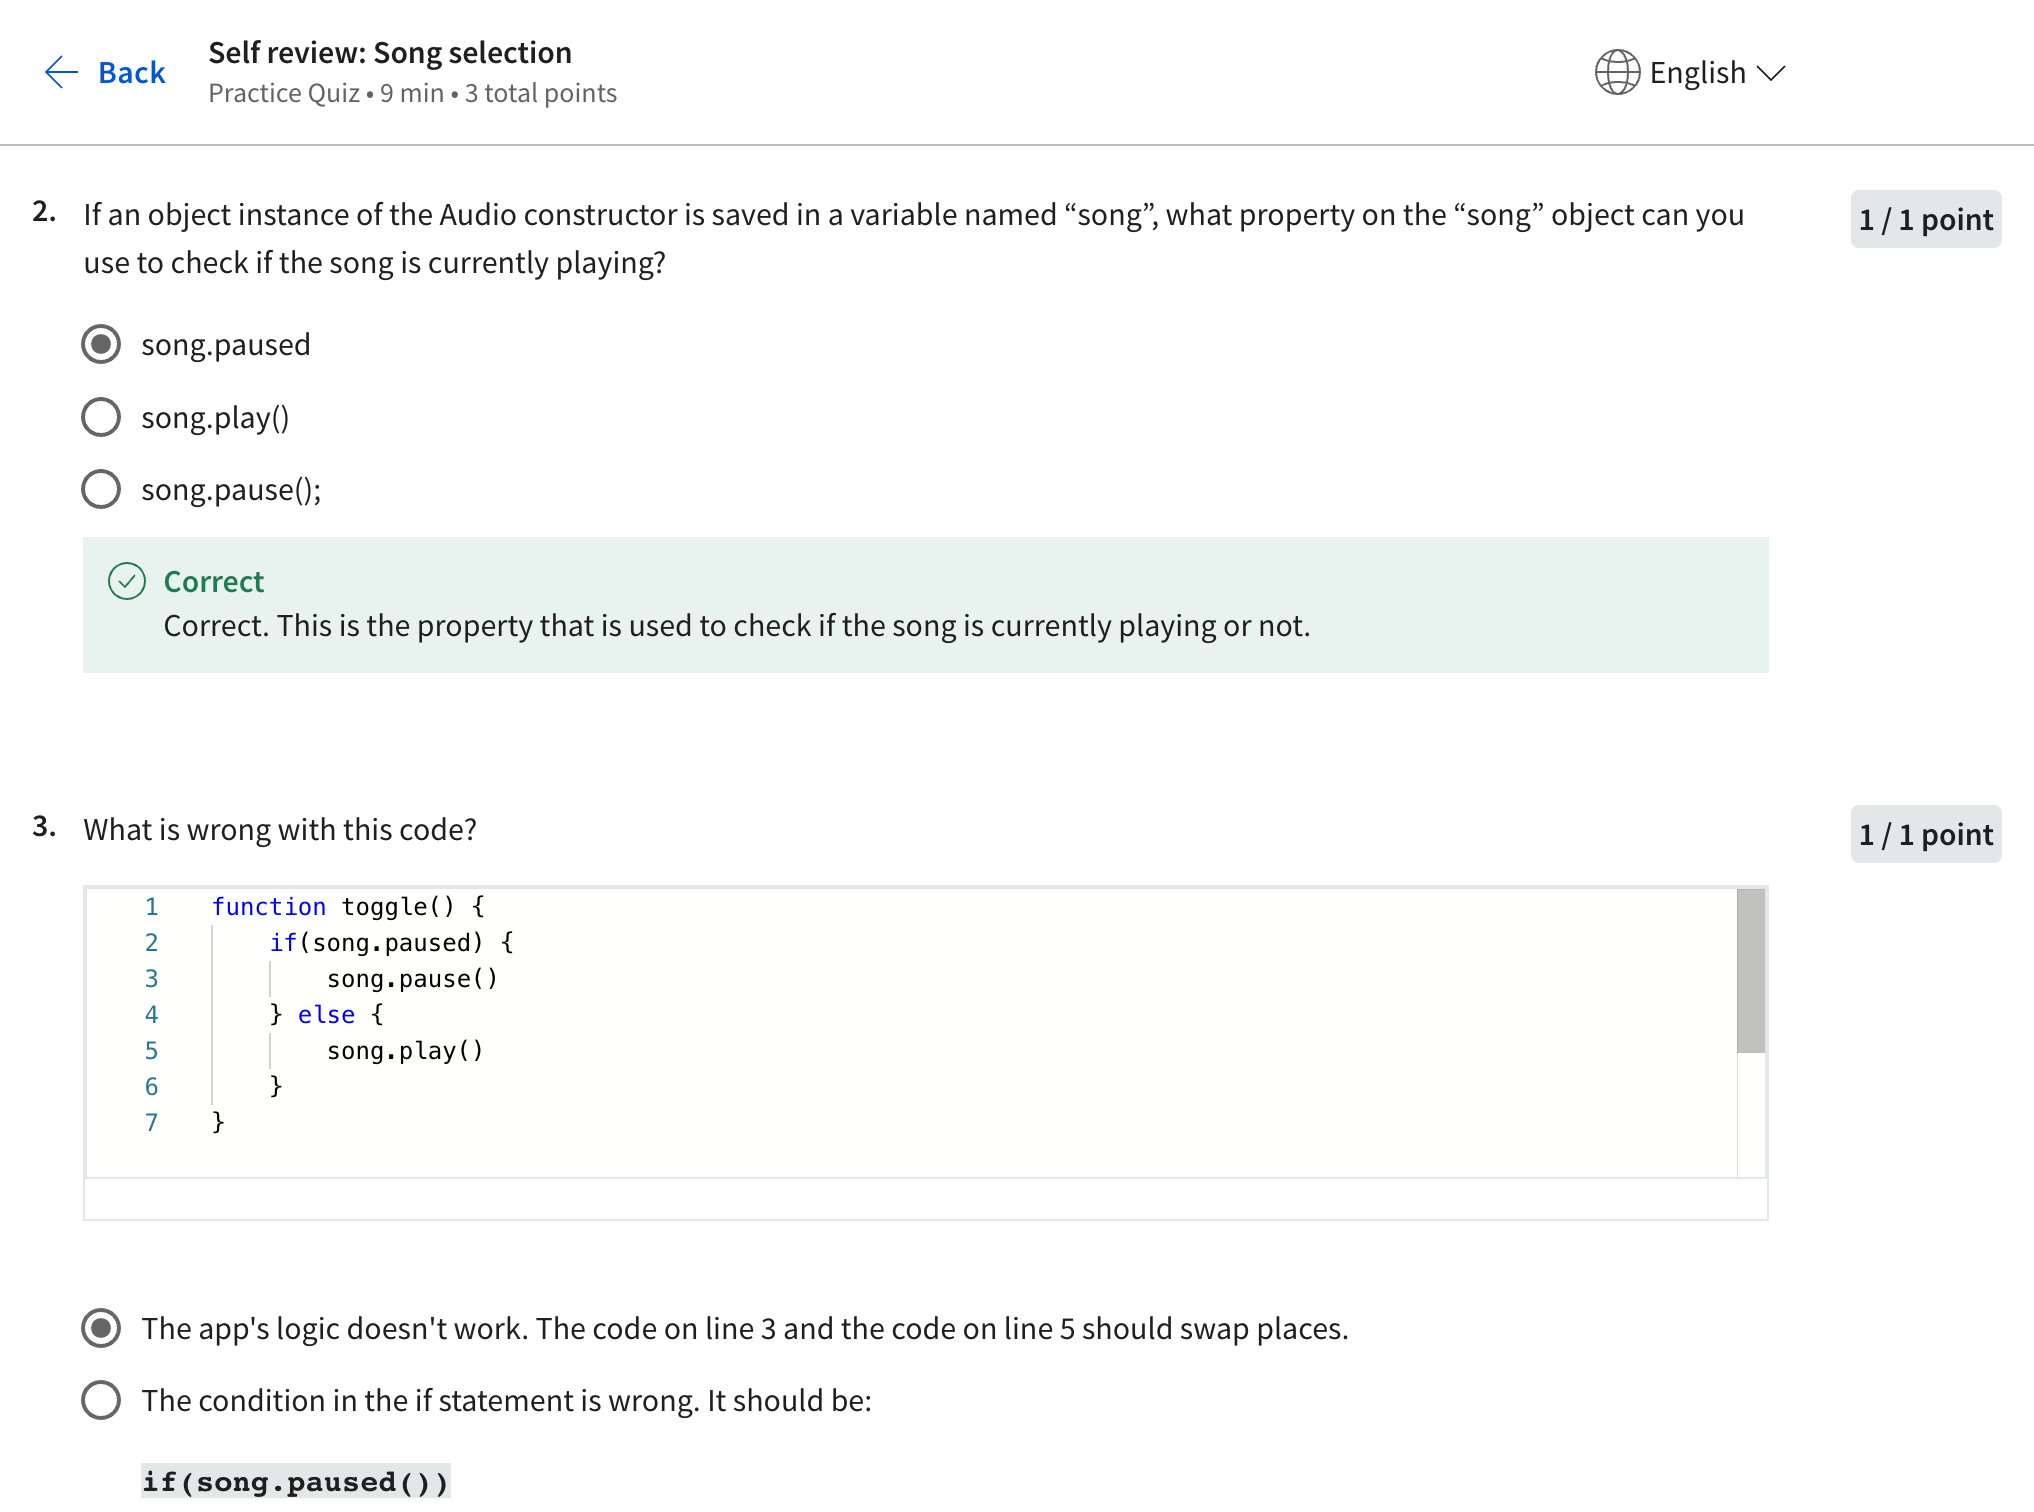 Back
Self review: Song selection
Practice Quiz • 9 min • 3 total points
English
2. If an object instance of the Audio constructor is saved in a variable named “song”, what property on the “song” object can you
use to check if the song is currently playing?
1 / 1 point
song.paused
song.play()
song.pause();
Correct
Correct. This is the property that is used to check if the song is currently playing or not.
3. What is wrong with this code?
1 / 1 point
1 function toggle() {
2 if(song.paused) {
3 song.pause()
4 } else {
5 song.play()
6 }
7 }
The app's logic doesn't work. The code on line 3 and the code on line 5 should swap places.
The condition in the if statement is wrong. It should be:
if(song.paused())